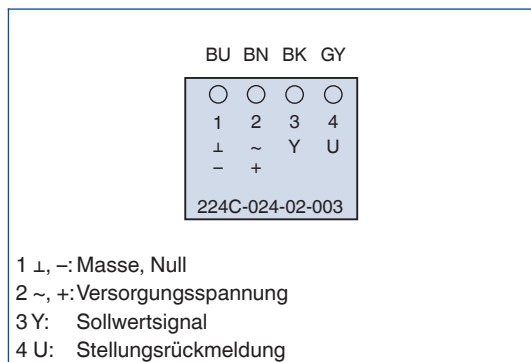 BU BN BK GY
1 2 3 4
⊥ ~ Y U
– +
224C-024-02-003
1 ⊥, –: Masse, Null
2 ~, +: Versorgungsspannung
3 Y: Sollwertsignal
4 U: Stellungsrückmeldung